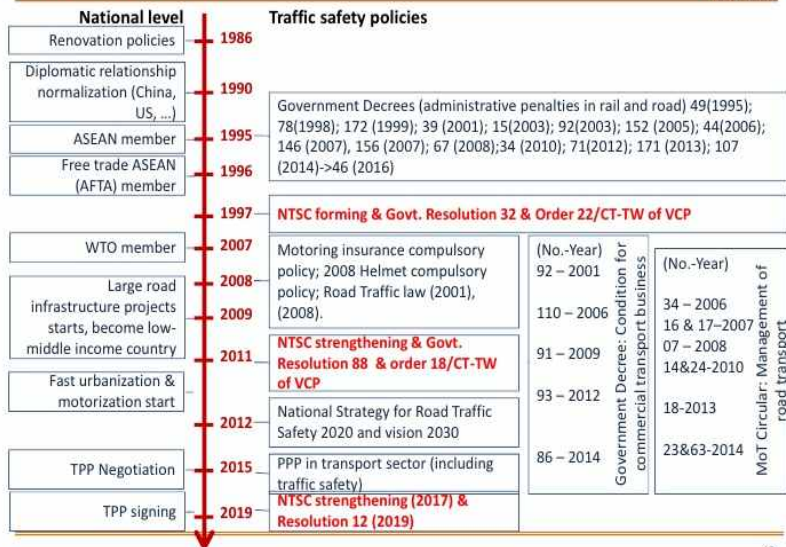 National level
Traffic safety policies
Renovation policies
1986
Diplomatic relationship
normalization (China,
US, ...)
1990
Government Decrees (administrative penalties in rail and road) 49(1995);
78(1998); 172 (1999); 39 (2001); 15(2003); 92(2003); 152 (2005); 44(2006);
146 (2007), 156 (2007); 67 (2008);34 (2010); 71(2012); 171 (2013); 107
(2014)->46 (2016)
ASEAN member
1995
Free trade ASEAN
(AFTA) member
1996
1997
NTSC forming & Govt. Resolution 32 & Order 22/CT-TW of VCP
WTO member
2007
Motoring insurance compulsory
policy; 2008 Helmet compulsory
policy; Road Traffic law (2001),
(2008).
Large road
infrastructure projects
starts, become low-
middle income country
2008
2009
NTSC strengthening & Govt.
Resolution 88 & order 18/CT-TW
of VCP
2011
Fast urbanization &
motorization start
2012
National Strategy for Road Traffic
Safety 2020 and vision 2030
TPP Negotiation
2015
PPP in transport sector (including
traffic safety)
TPP signing
2019
NTSC strengthening (2017) &
Resolution 12 (2019)
(No.-Year)
92 – 2001
110 – 2006
91 – 2009
93 – 2012
86 – 2014
Government Decree: Condition for
commercial transport business
(No.-Year)
34 – 2006
16 & 17–2007
07 – 2008
14&24-2010
18-2013
23&63-2014
MoT Circular: Management of
road transport